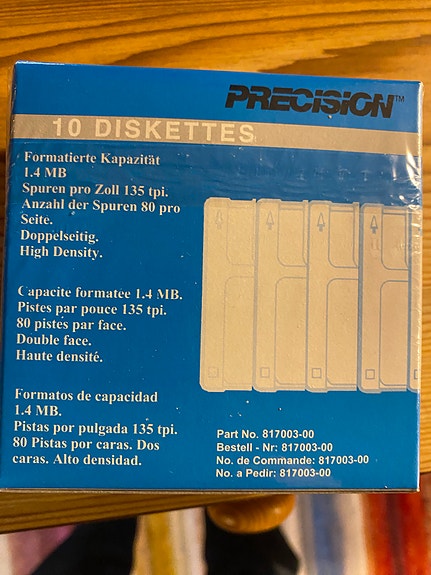 PRECISION™
10 DISKETTES
Formatierte Kapazität
1.4 MB
Spuren pro Zoll 135 tpi.
Anzahl der Spuren 80 pro
Seite.
Doppelseitig.
High Density.
Capacite formatée 1.4 MB.
Pistes par pouce 135 tpi.
80 pistes par face.
Double face.
Haute densité.
Formatos de capacidad
1.4 MB.
Pistas por pulgada 135 tpi.
80 Pistas por caras. Dos
caras. Alto densidad.
Part No. 817003-00
Bestell - Nr: 817003-00
No. de Commande: 817003-00
No. a Pedir: 817003-00